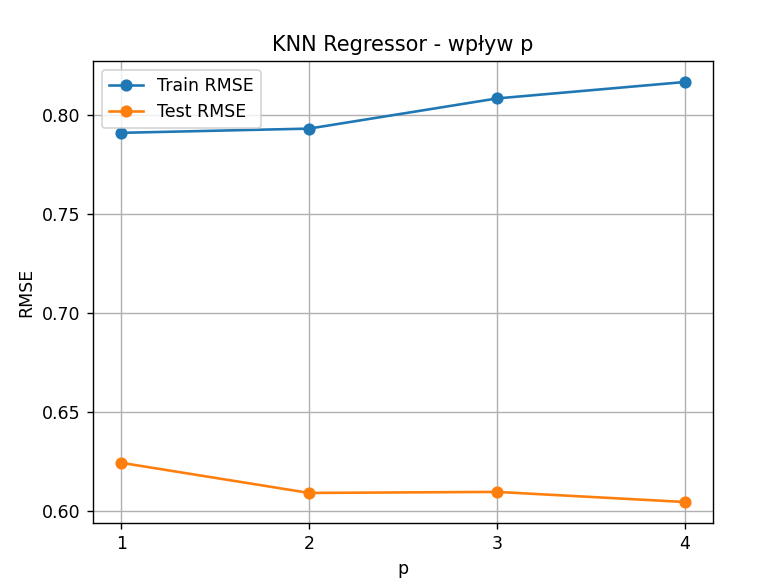 KNN Regressor - wpływ p
Train RMSE
Test RMSE
0.80
0.75
0.70
0.65
0.60
RMSE
1 2 3 4
p